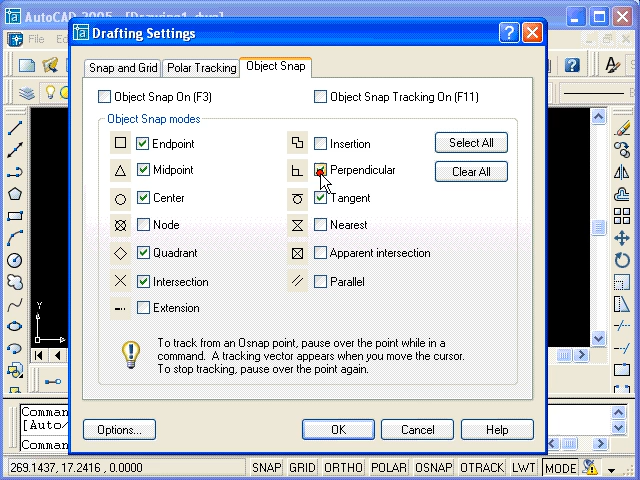 AutoCAD 2005 - [Drawing1.dwg]
Drafting Settings
File
Snap and Grid
Polar Tracking
Object Snap
Object Snap On (F3)
Object Snap Tracking On (F11)
Object Snap modes
Endpoint
Insertion
Select All
Midpoint
Perpendicular
Clear All
Center
Tangent
Node
Nearest
Quadrant
Apparent intersection
Intersection
Parallel
Extension
Y
To track from an Osnap point, pause over the point while in a
command. A tracking vector appears when you move the cursor.
To stop tracking, pause over the point again.
Comman
[Auto/
Comman
Options...
OK
Cancel
Help
269.1437, 17.2416 , 0.0000
SNAP GRID ORTHO POLAR OSNAP OTRACK LWT MODE